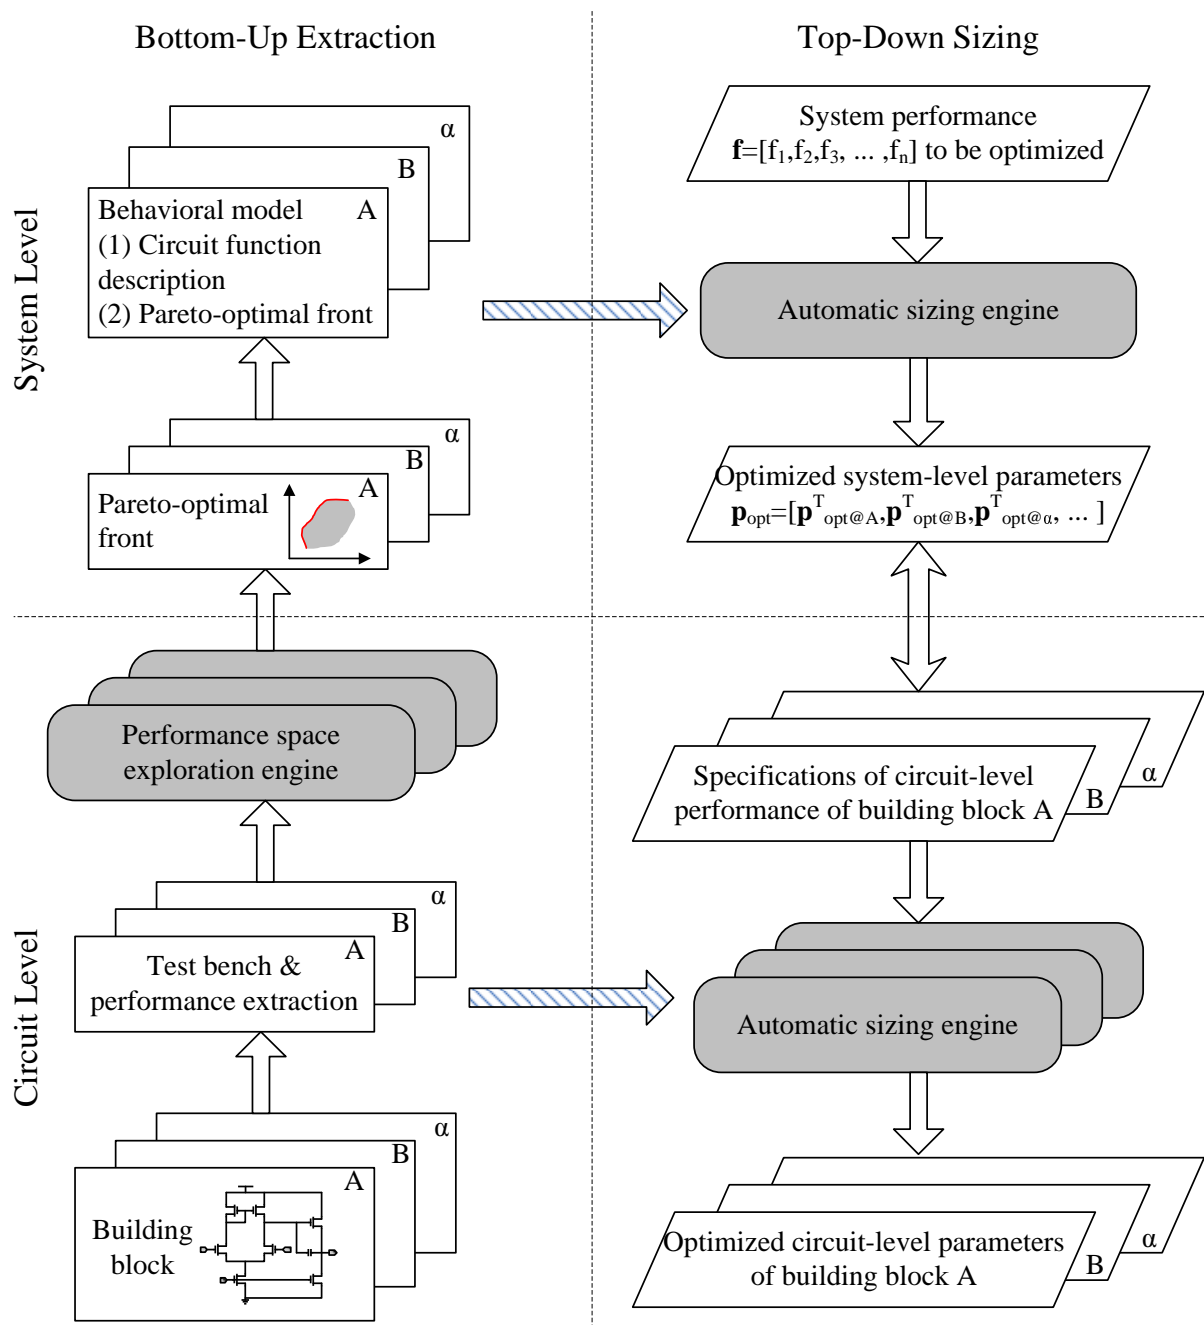 Bottom-Up Extraction
Top-Down Sizing
System Level
Circuit Level
α
B
A
Behavioral model
(1) Circuit function
description
(2) Pareto-optimal front
α
B
A
Pareto-optimal
front
Performance space
exploration engine
α
B
A
Test bench &
performance extraction
α
B
A
Building
block
System performance
f=[f1,f2,f3, ... ,fn] to be optimized
Automatic sizing engine
Optimized system-level parameters
popt=[pTopt@A,pTopt@B,pTopt@α, ... ]
Specifications of circuit-level
performance of building block A
B
α
Automatic sizing engine
Optimized circuit-level parameters
of building block A
B
α